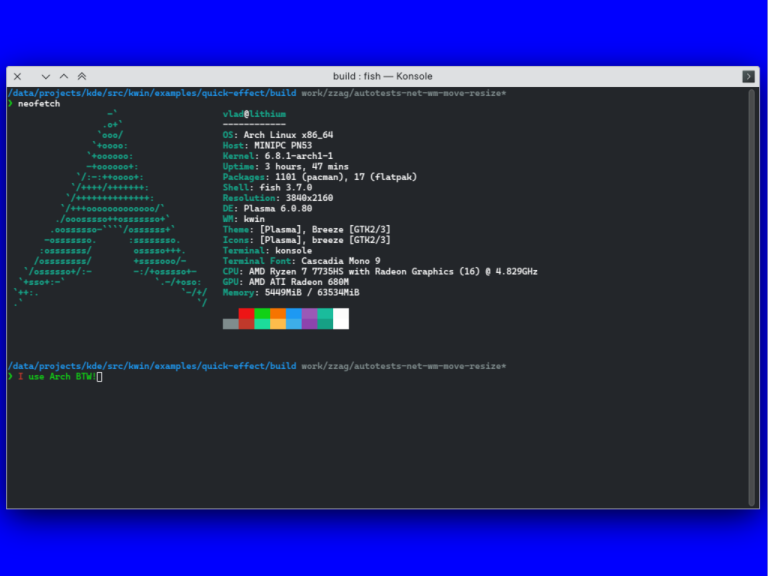 build : fish — Konsole
/data/projects/kde/src/kwin/examples/quick-effect/build work/zzag/autotests-net-wm-move-resize*
❯ neofetch
-`
.o+`
`ooo/
`+oooo:
`+oooooo:
-+oooooo+:
`/:-:++oooo+:
`/++++/+++++++:
`/++++++++++++++:
`/+++ooooooooooooo/`
./ooosssso++osssssso+`
.oossssso-````/ossssss+`
-osssssso. :ssssssso.
:osssssss/ osssso+++.
/ossssssss/ +ssssooo/-
`/ossssso+/:- -:/+osssso+-
`+sso+:-` `.-/+oso:
`++:. `-/+/
.` `/
vlad@lithium
------------
OS: Arch Linux x86_64
Host: MINIPC PN53
Kernel: 6.8.1-arch1-1
Uptime: 3 hours, 47 mins
Packages: 1101 (pacman), 17 (flatpak)
Shell: fish 3.7.0
Resolution: 3840x2160
DE: Plasma 6.0.80
WM: kwin
Theme: [Plasma], Breeze [GTK2/3]
Icons: [Plasma], breeze [GTK2/3]
Terminal: konsole
Terminal Font: Cascadia Mono 9
CPU: AMD Ryzen 7 7735HS with Radeon Graphics (16) @ 4.829GHz
GPU: AMD ATI Radeon 680M
Memory: 5449MiB / 63534MiB
/data/projects/kde/src/kwin/examples/quick-effect/build work/zzag/autotests-net-wm-move-resize*
❯ I use Arch BTW!